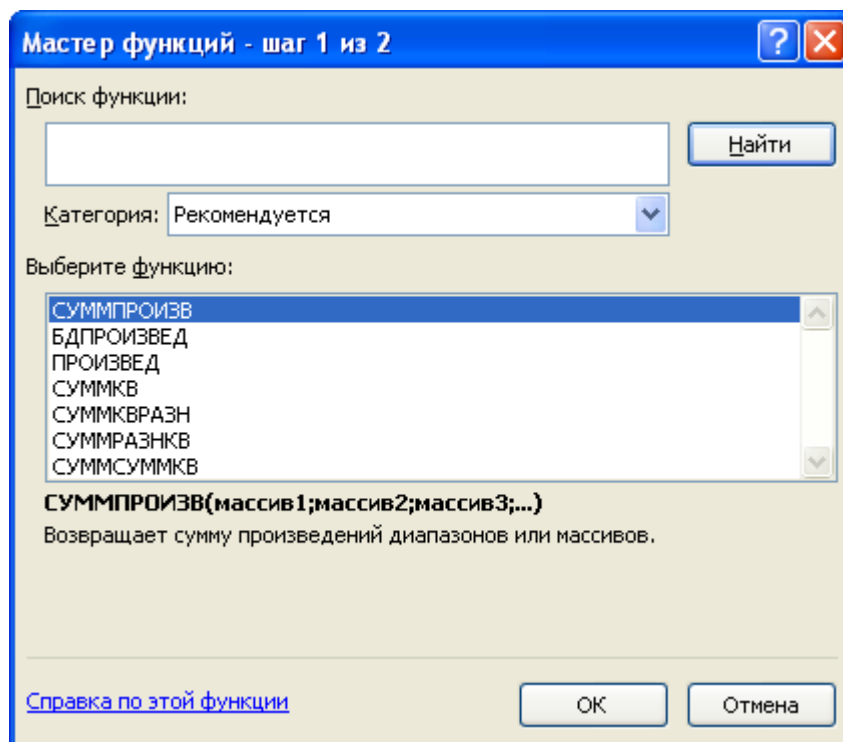 Мастер функций - шаг 1 из 2
Поиск функции:
Найти
Категория: Рекомендуется
Выберите функцию:
СУММПРОИЗВ
БДПРОИЗВЕД
ПРОИЗВЕД
СУММКВ
СУММКВРАЗН
СУММРАЗНКВ
СУММСУММКВ
СУММПРОИЗВ(массив1;массив2;массив3;...)
Возвращает сумму произведений диапазонов или массивов.
Справка по этой функции
ОК
Отмена